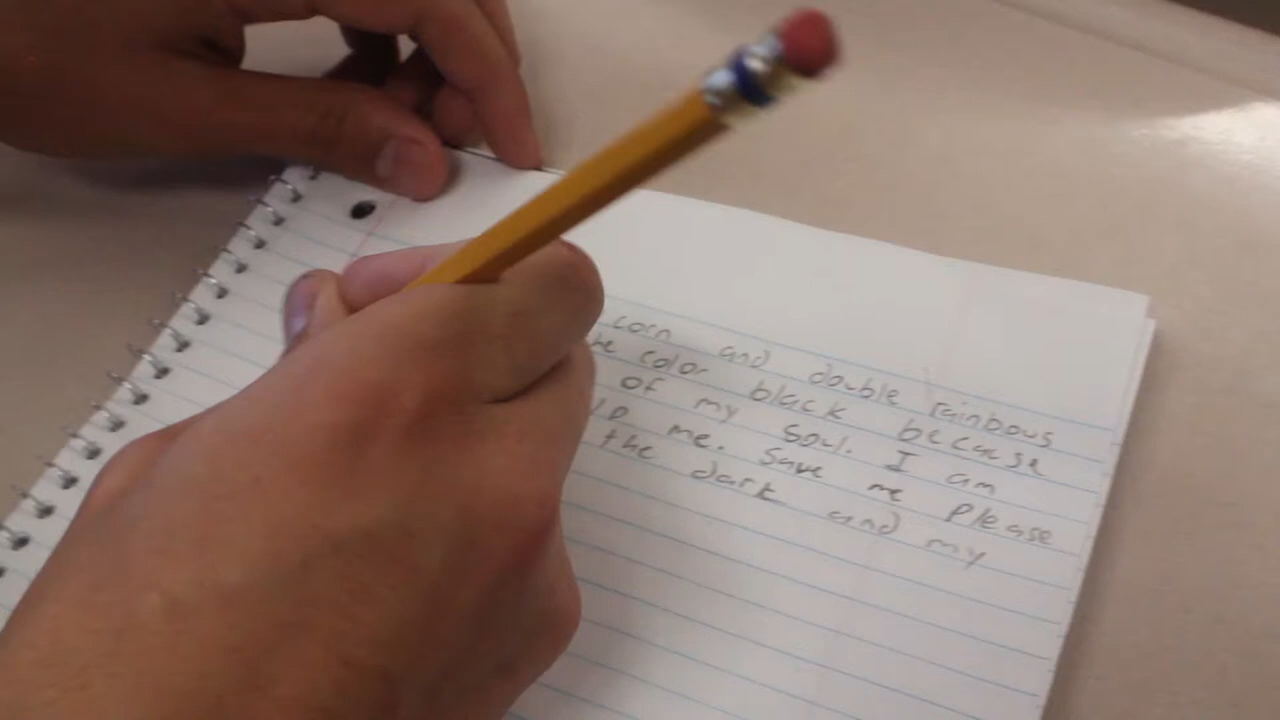 corn and double rainbows
color black because
of my soul. I am
me. Save me please
the dark and my